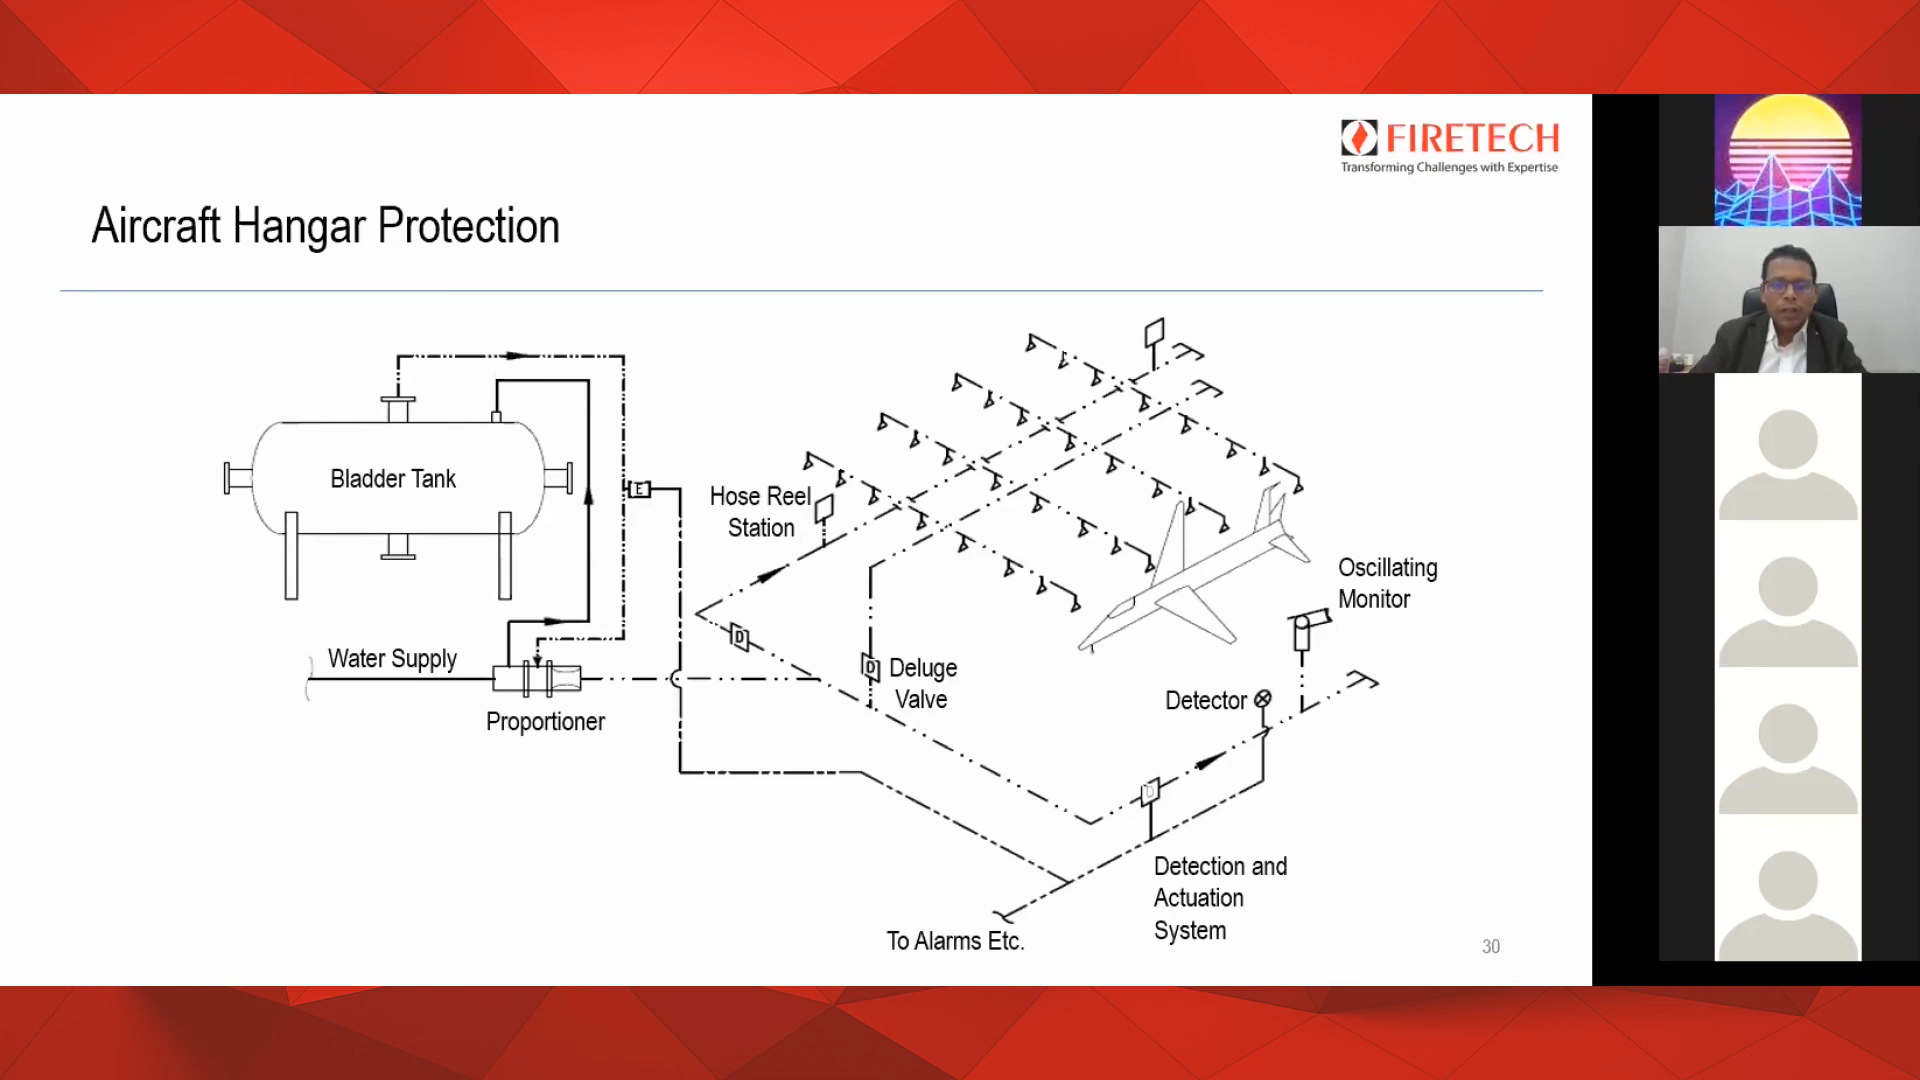 FIRETECH
Transforming Challenges with Expertise
Aircraft Hangar Protection
Bladder Tank
E
Hose Reel
Station
Oscillating
Monitor
D
Water Supply
D
Deluge
Valve
Detector
Proportioner
D
Detection and
Actuation
System
To Alarms Etc.
30